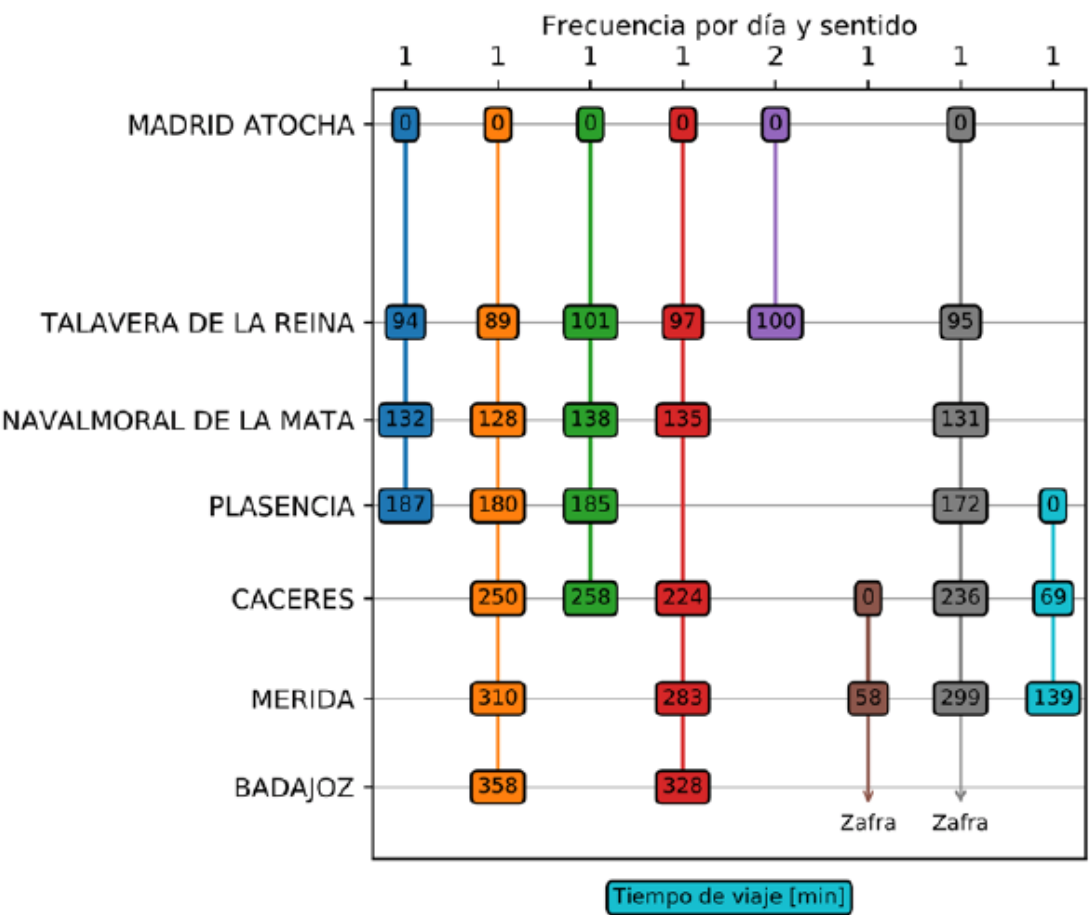 Frecuencia por día y sentido
1 1 1 1 2 1 1 1
MADRID ATOCHA 0 0 0 0 0 0
TALAVERA DE LA REINA 94 89 101 97 100 95
NAVALMORAL DE LA MATA 132 128 138 135 131
PLASENCIA 187 180 185 172 0
CACERES 250 258 224 0 236 69
MERIDA 310 283 58 299 139
BADAJOZ 358 328
Zafra Zafra
Tiempo de viaje [min]